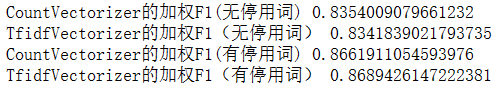 CountVectorizer的加权F1(无停用词) 0.8354009079661232
TfidfVectorizer的加权F1（无停用词） 0.8341839021793735
CountVectorizer的加权F1(有停用词) 0.8661911054593976
TfidfVectorizer的加权F1（有停用词） 0.8689426147222381